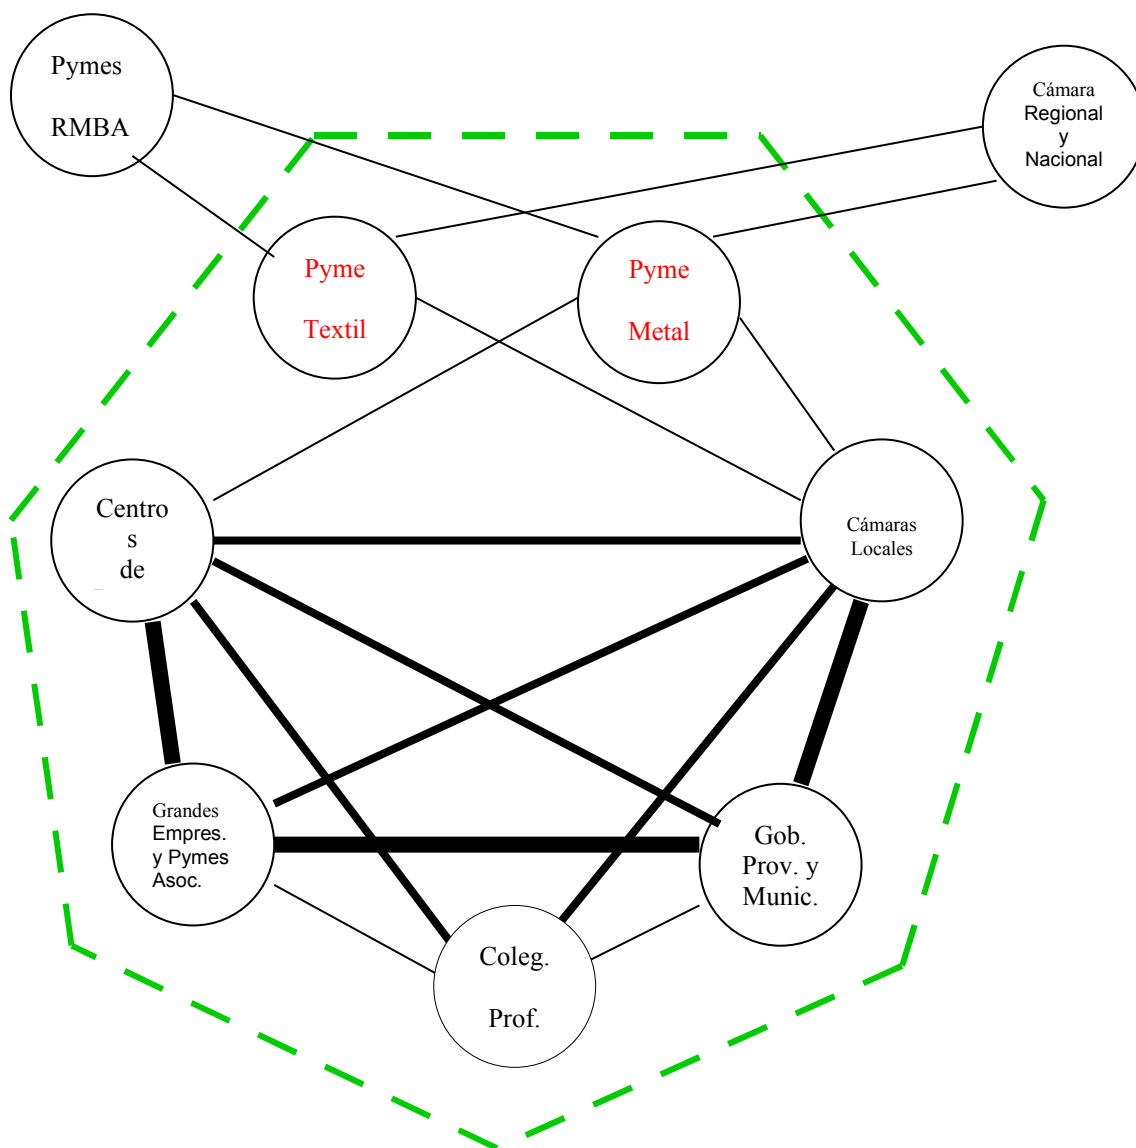 Pymes
RMBA
Cámara
Regional
y
Nacional
Pyme
Textil
Pyme
Metal
Centro
s
de
Cámaras
Locales
Grandes
Empres.
y Pymes
Asoc.
Gob.
Prov. y
Munic.
Coleg.
Prof.